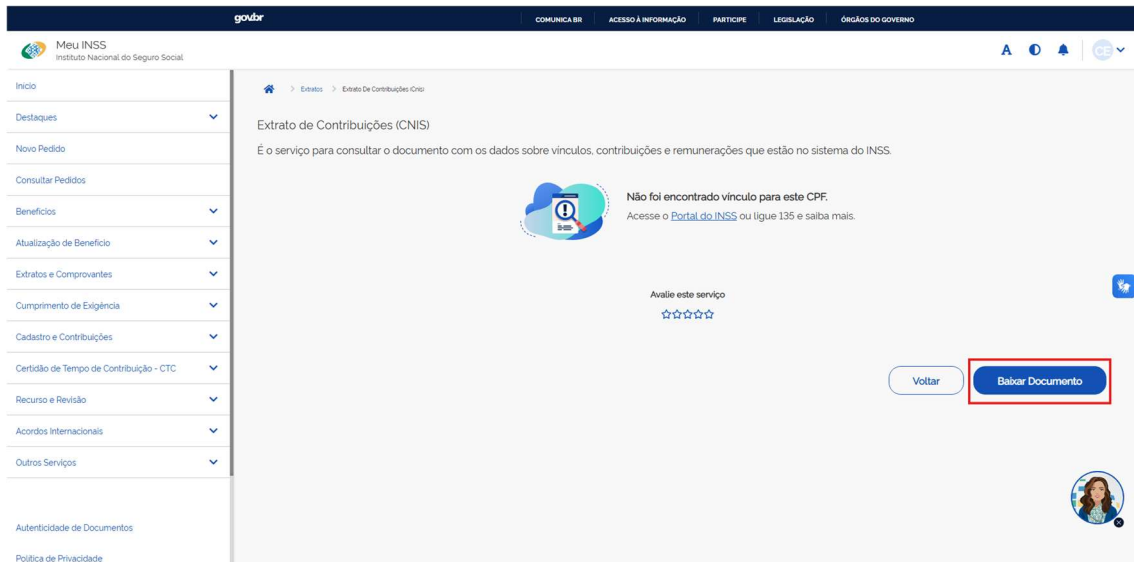 gov.br
COMUNICA BR
ACESSO À INFORMAÇÃO
PARTICIPE
LEGISLAÇÃO
ÓRGÃOS DO GOVERNO
Meu INSS
Instituto Nacional do Seguro Social
A
CE
Início
Destaques
Novo Pedido
Consultar Pedidos
Benefícios
Atualização de Benefício
Extratos e Comprovantes
Cumprimento de Exigência
Cadastro e Contribuições
Certidão de Tempo de Contribuição - CTC
Recurso e Revisão
Acordos Internacionais
Outros Serviços
Autenticidade de Documentos
Política de Privacidade
> Extratos > Extrato De Contribuições (Cnis)
Extrato de Contribuições (CNIS)
É o serviço para consultar o documento com os dados sobre vínculos, contribuições e remunerações que estão no sistema do INSS.
Não foi encontrado vínculo para este CPF.
Acesse o Portal do INSS ou ligue 135 e saiba mais.
Avalie este serviço
Voltar
Baixar Documento